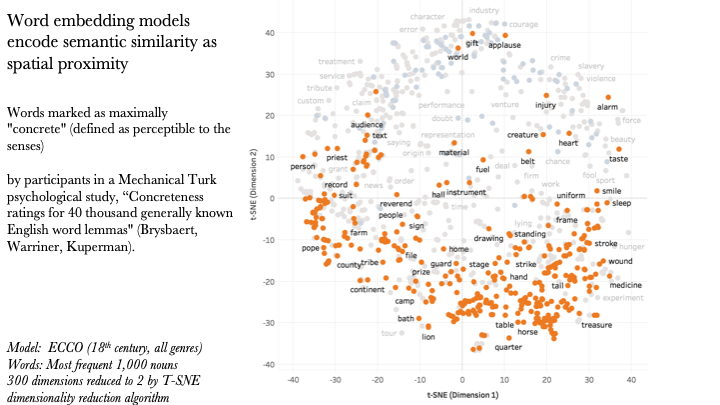 Word embedding models
encode semantic similarity as
spatial proximity
Words marked as maximally
"concrete" (defined as perceptible to the
senses)
by participants in a Mechanical Turk
psychological study, “Concreteness
ratings for 40 thousand generally known
English word lemmas" (Brysbaert,
Warriner, Kuperman).
Model: ECCO (18th century, all genres)
Words: Most frequent 1,000 nouns
300 dimensions reduced to 2 by T-SNE
dimensionality reduction algorithm
t-SNE (Dimension 2)
40
30
20
10
0
-10
-20
-30
-40
industry
character
courage
error
gift
applause
world
treatment
crime
service
slavery
violence
tribute
custom
claim
performance
venture
injury
alarm
doubt
force
audience
text
representation
creature
saying
heart
beauty
origin
material
priest
belt
chance
taste
person
grant
fuel
deal
firm
fool
sport
record
news
order
work
suit
hall
instrument
uniform
smile
reverend
time
sleep
people
frame
sign
lying
farm
drawing
standing
stroke
hunger
pope
home
file
county
tribe
guard
stage
strike
wound
prize
hand
continent
tail
medicine
camp
experiment
bath
table
treasure
tour
lion
horse
quarter
-40
-30
-20
-10
0
10
20
30
40
t-SNE (Dimension 1)